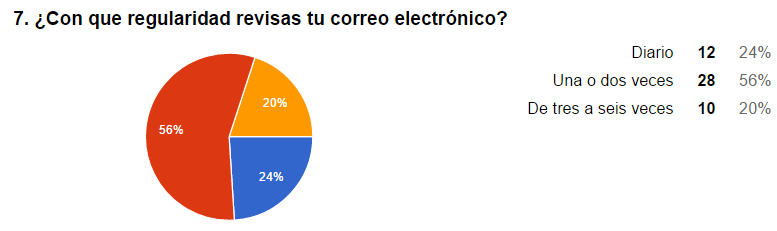 7. ¿Con que regularidad revisas tu correo electrónico?
Diario 12 24%
Una o dos veces 28 56%
De tres a seis veces 10 20%
20%
56%
24%